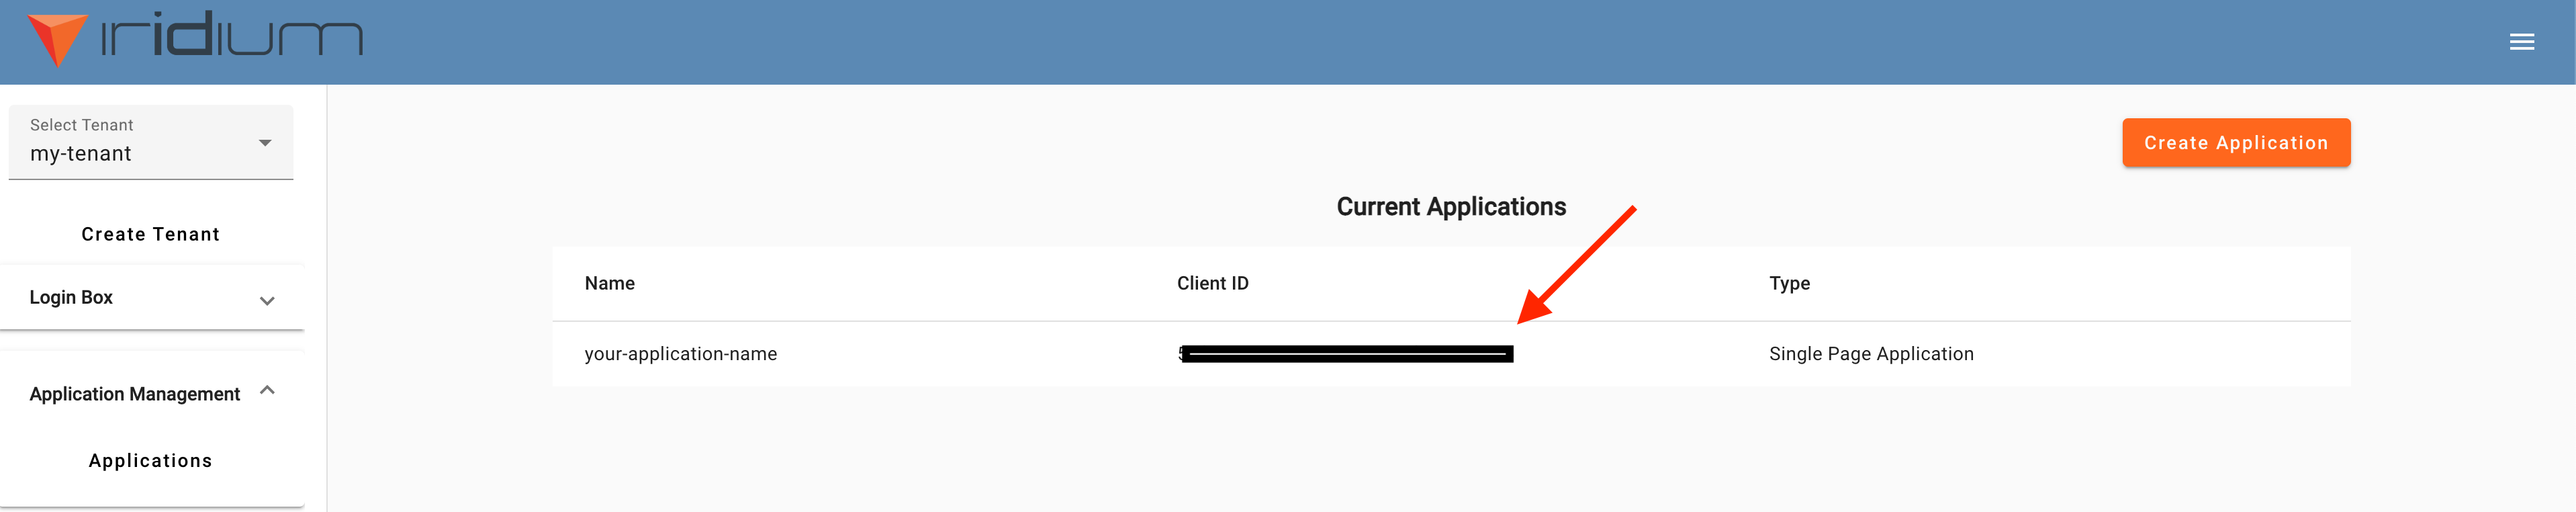 iridium
Select Tenant
my-tenant
Create Tenant
Login Box
Application Management
Applications
Create Application
Current Applications
Name Client ID Type
your-application-name Single Page Application